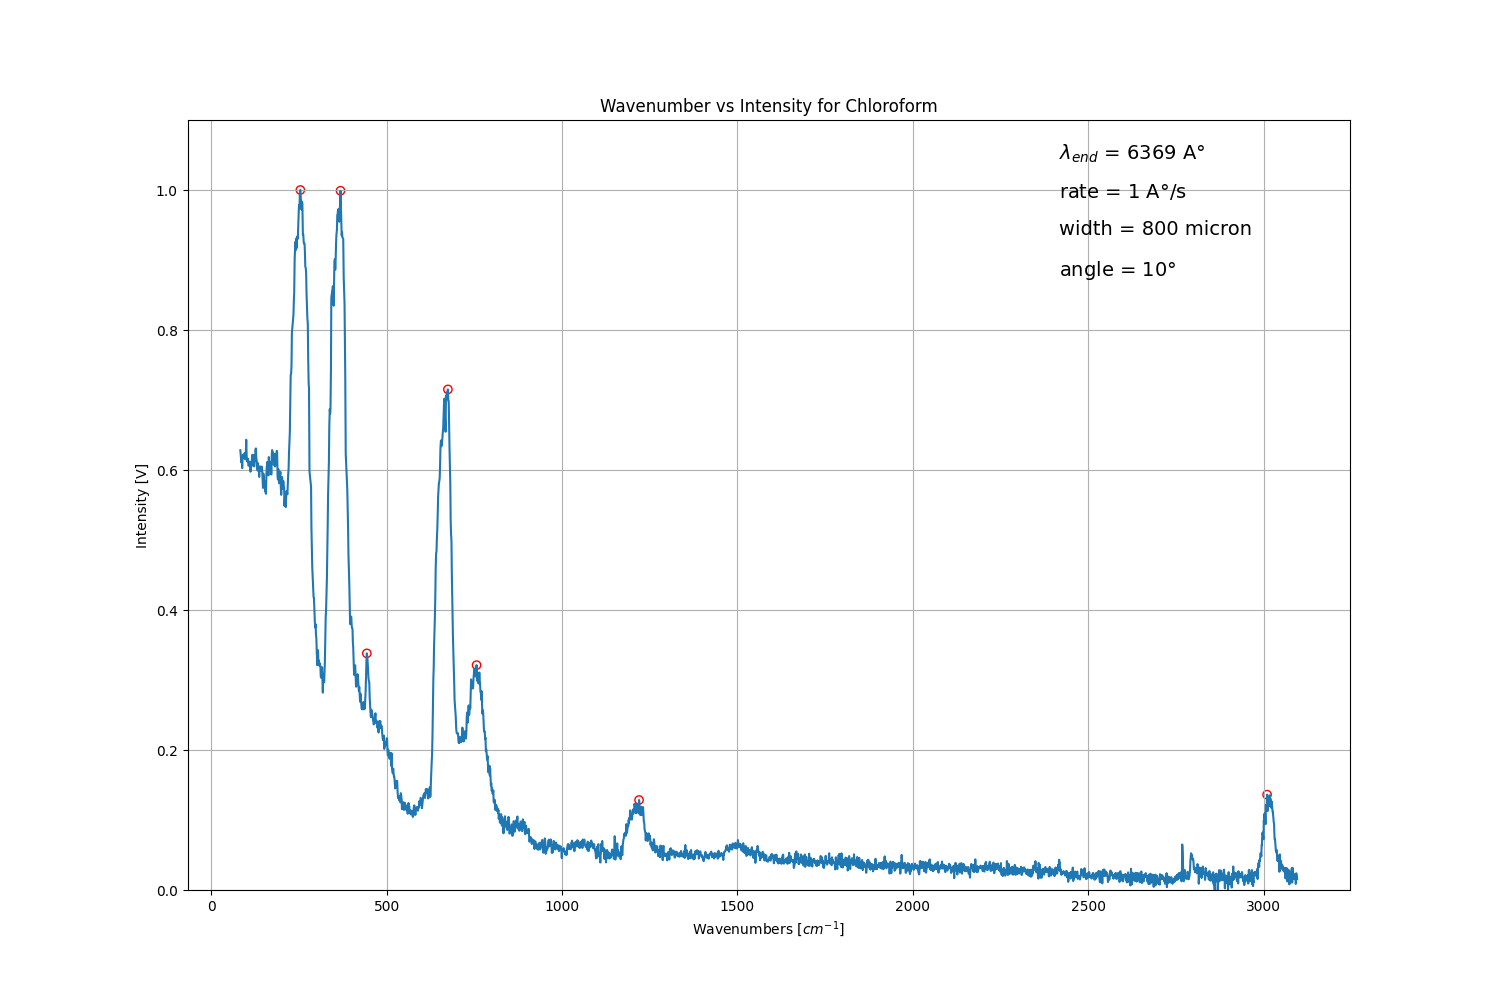 Wavenumber vs Intensity for Chloroform
λend = 6369 A°
rate = 1 A°/s
width = 800 micron
angle = 10°
1.0
0.8
0.6
0.4
0.2
0.0
Intensity [V]
0 500 1000 1500 2000 2500 3000
Wavenumbers [cm⁻¹]